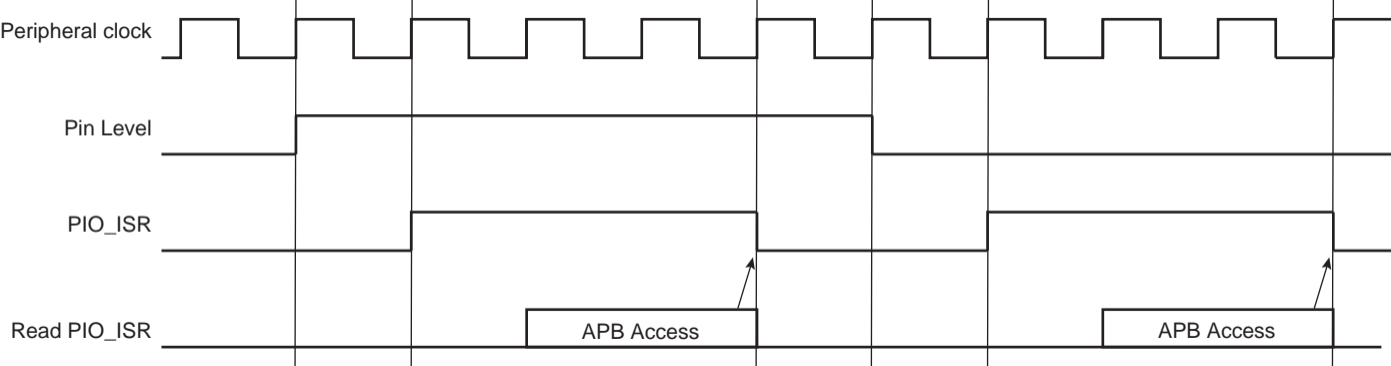 Peripheral clock
Pin Level
PIO_ISR
Read PIO_ISR
APB Access
APB Access